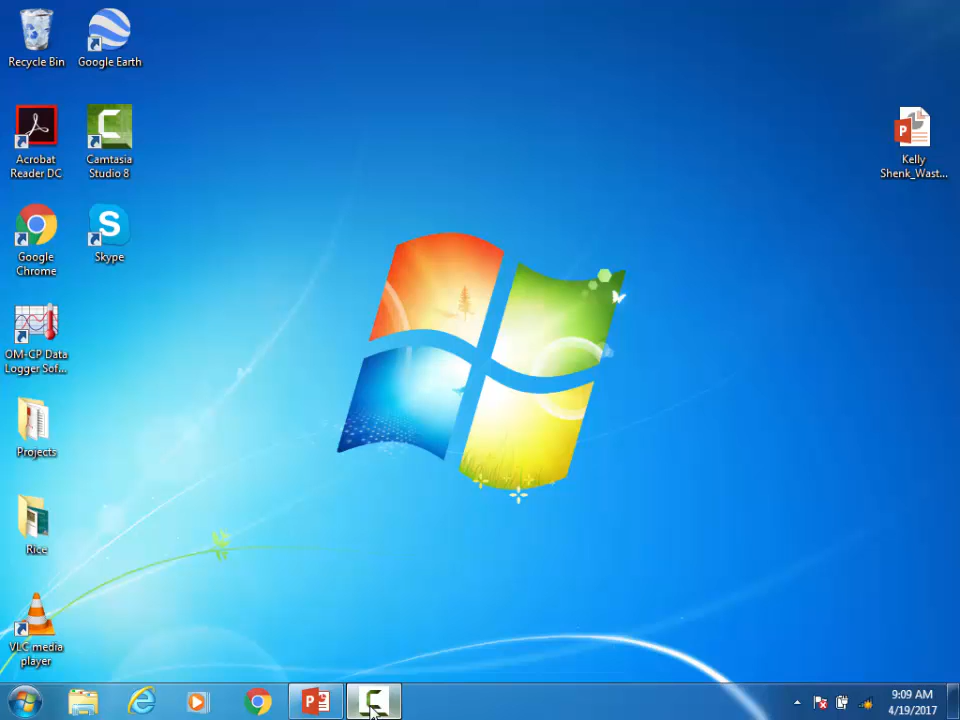 Recycle Bin
Google Earth
Acrobat
Reader DC
Camtasia
Studio 8
Kelly
Shenk_Wast...
Google
Chrome
Skype
OM-CP Data
Logger Sof...
Projects
Rice
VLC media
player
9:09 AM
4/19/2017